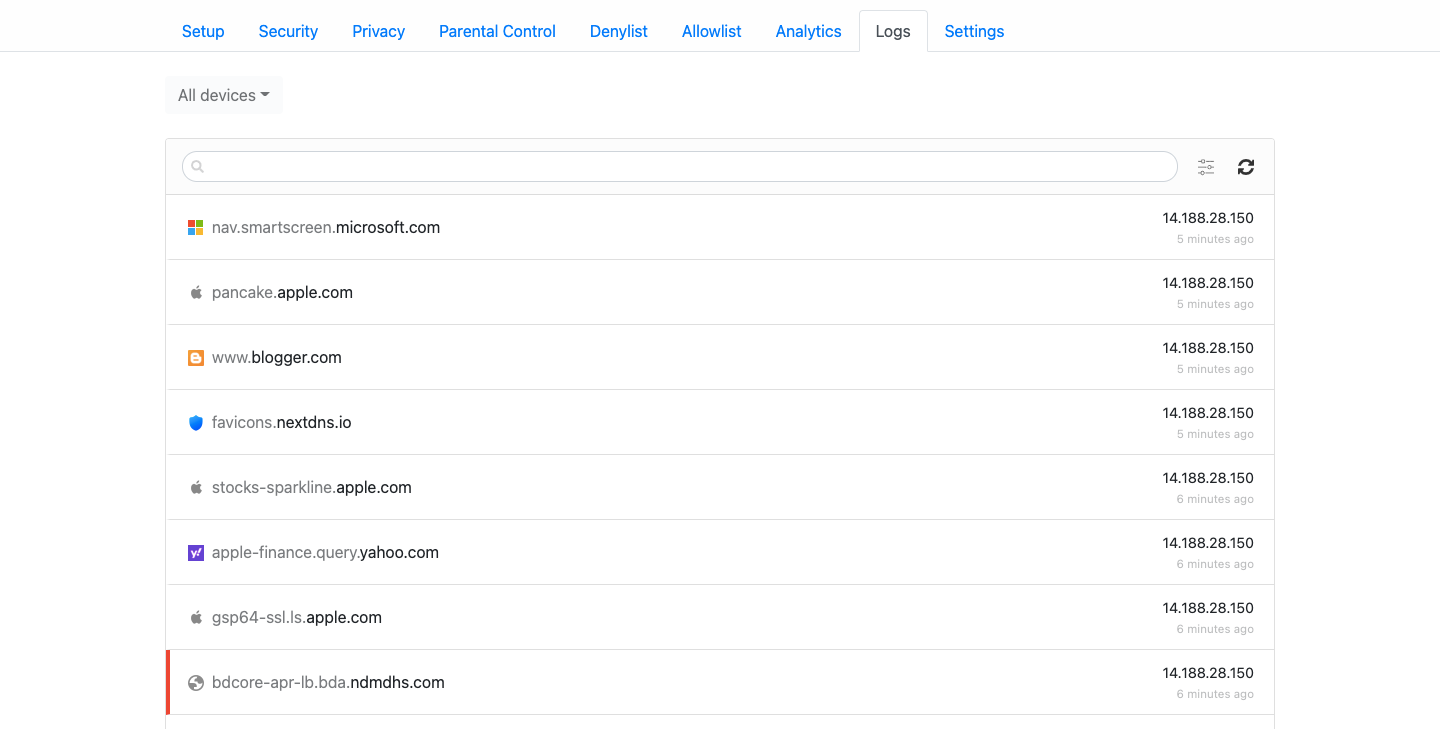 Setup Security Privacy Parental Control Denylist Allowlist Analytics Logs Settings
All devices
nav.smartscreen.microsoft.com 14.188.28.150
5 minutes ago
pancake.apple.com 14.188.28.150
5 minutes ago
www.blogger.com 14.188.28.150
5 minutes ago
favicons.nextdns.io 14.188.28.150
5 minutes ago
stocks-sparkline.apple.com 14.188.28.150
6 minutes ago
apple-finance.query.yahoo.com 14.188.28.150
6 minutes ago
gsp64-ssl.ls.apple.com 14.188.28.150
6 minutes ago
bdcore-apr-lb.bda.ndmdhs.com 14.188.28.150
6 minutes ago